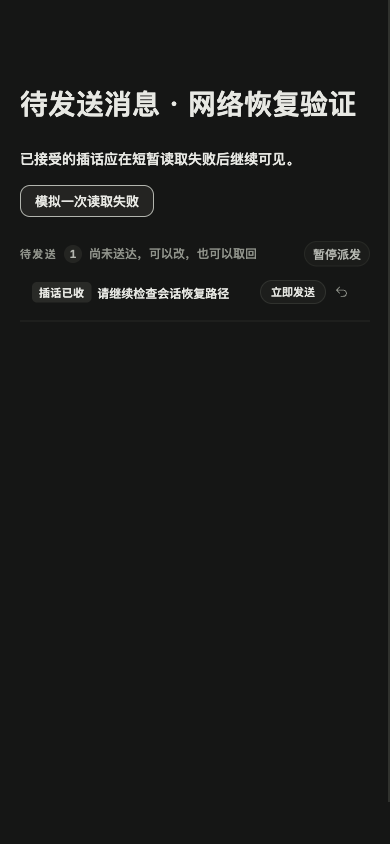 待发送消息 · 网络恢复验证
已接受的插话应在短暂读取失败后继续可见。
模拟一次读取失败
待发送 1 尚未送达，可以改，也可以取回 暂停派发
插话已收 请继续检查会话恢复路径 立即发送